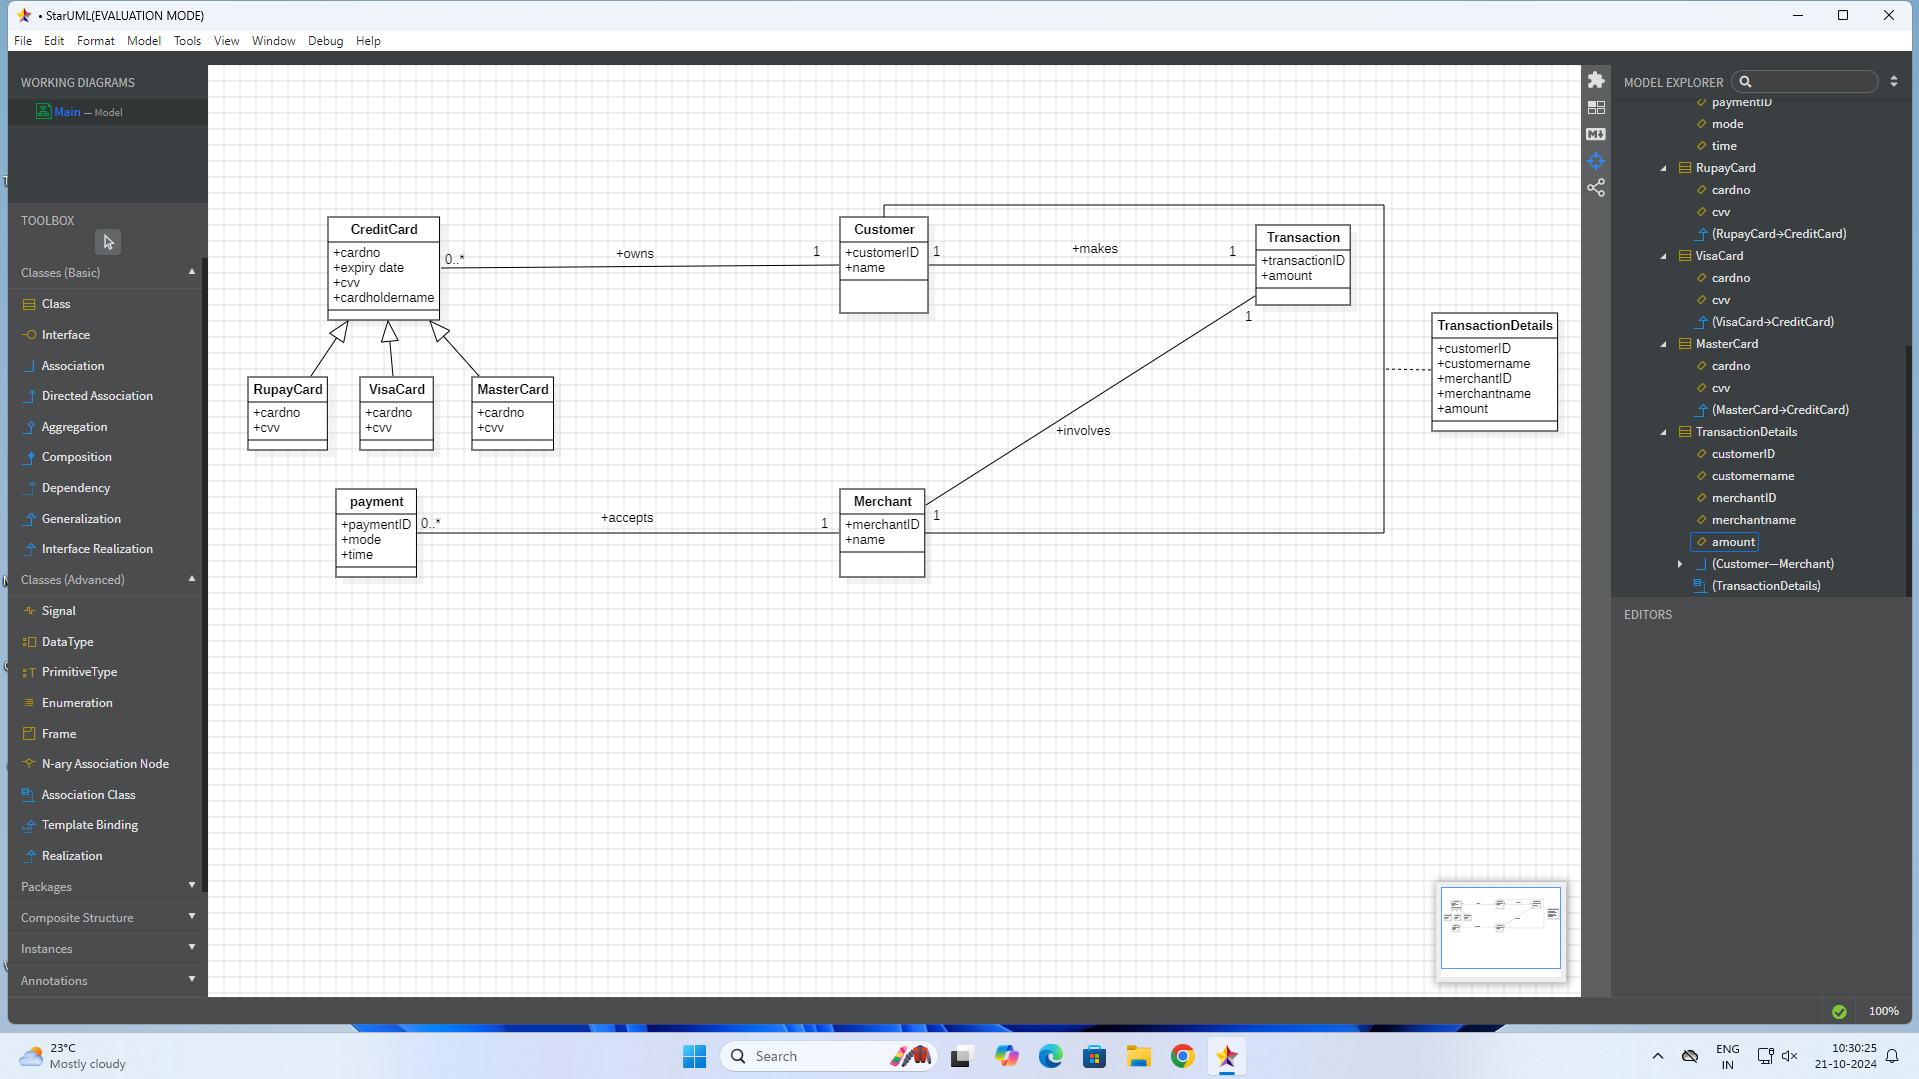 • StarUML(EVALUATION MODE)
File Edit Format Model Tools View Window Debug Help
WORKING DIAGRAMS
Main — Model
TOOLBOX
Classes (Basic)
Class
Interface
Association
Directed Association
Aggregation
Composition
Dependency
Generalization
Interface Realization
Classes (Advanced)
Signal
DataType
PrimitiveType
Enumeration
Frame
N-ary Association Node
Association Class
Template Binding
Realization
Packages
Composite Structure
Instances
Annotations
CreditCard
+cardno
+expiry date
+cvv
+cardholdername
0..*
+owns
1
Customer
+customerID
+name
1
+makes
1
Transaction
+transactionID
+amount
1
TransactionDetails
+customerID
+customername
+merchantID
+merchantname
+amount
RupayCard
+cardno
+cvv
VisaCard
+cardno
+cvv
MasterCard
+cardno
+cvv
+involves
payment
+paymentID
+mode
+time
0..*
+accepts
1
Merchant
+merchantID
+name
1
MODEL EXPLORER
paymentID
mode
time
RupayCard
cardno
cvv
(RupayCard→CreditCard)
VisaCard
cardno
cvv
(VisaCard→CreditCard)
MasterCard
cardno
cvv
(MasterCard→CreditCard)
TransactionDetails
customerID
customername
merchantID
merchantname
amount
(Customer—Merchant)
(TransactionDetails)
EDITORS
100%
23°C
Mostly cloudy
Search
ENG
IN
10:30:25
21-10-2024